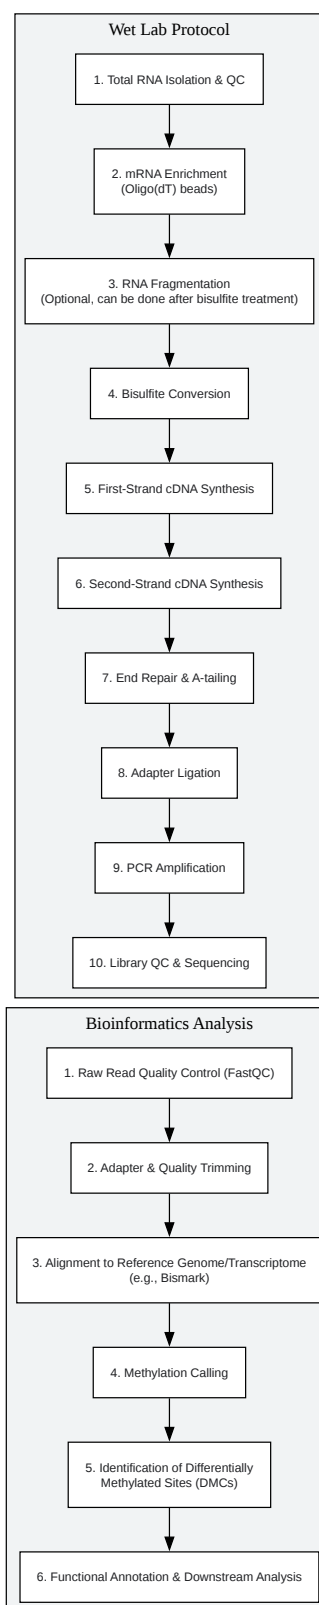 Wet Lab Protocol
1. Total RNA Isolation & QC
2. mRNA Enrichment
(Oligo(dT) beads)
3. RNA Fragmentation
(Optional, can be done after bisulfite treatment)
4. Bisulfite Conversion
5. First-Strand cDNA Synthesis
6. Second-Strand cDNA Synthesis
7. End Repair & A-tailing
8. Adapter Ligation
9. PCR Amplification
10. Library QC & Sequencing
Bioinformatics Analysis
1. Raw Read Quality Control (FastQC)
2. Adapter & Quality Trimming
3. Alignment to Reference Genome/Transcriptome
(e.g., Bismark)
4. Methylation Calling
5. Identification of Differentially
Methylated Sites (DMCs)
6. Functional Annotation & Downstream Analysis